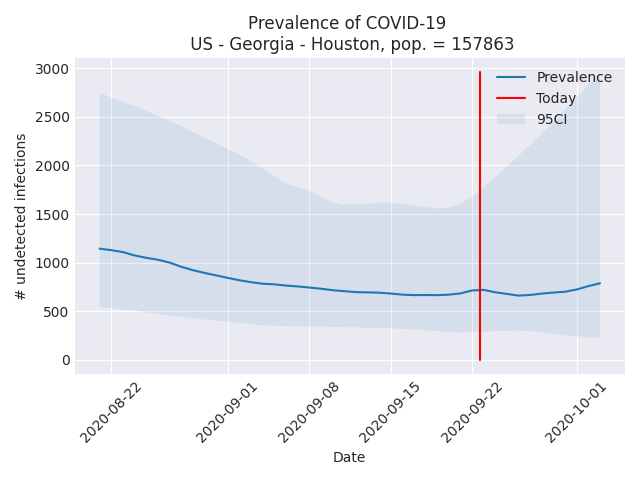 Prevalence of COVID-19
US - Georgia - Houston, pop. = 157863
3000
2500
2000
1500
1000
500
0
# undetected infections
Prevalence
Today
95CI
2020-08-22
2020-09-01
2020-09-08
2020-09-15
2020-09-22
2020-10-01
Date